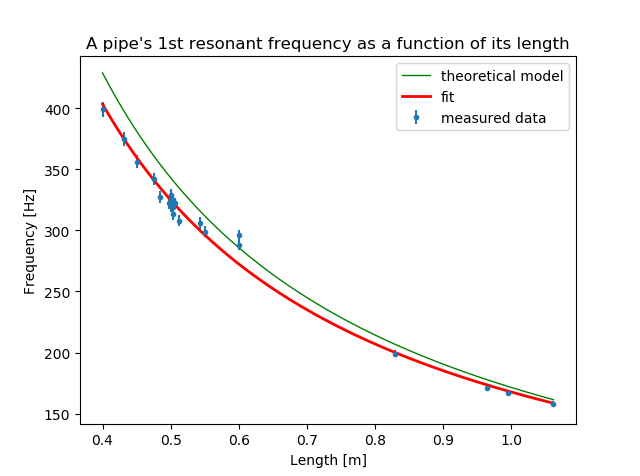 A pipe's 1st resonant frequency as a function of its length
theoretical model
fit
measured data
400
350
300
250
200
150
Frequency [Hz]
0.4 0.5 0.6 0.7 0.8 0.9 1.0
Length [m]